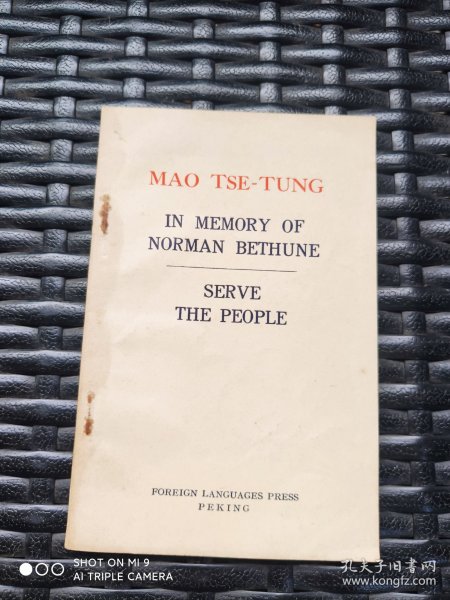 MAO TSE-TUNG
IN MEMORY OF
NORMAN BETHUNE
SERVE
THE PEOPLE
FOREIGN LANGUAGES PRESS
PEKING
SHOT ON MI 9
AI TRIPLE CAMERA
孔夫子旧书网
www.kongfz.com